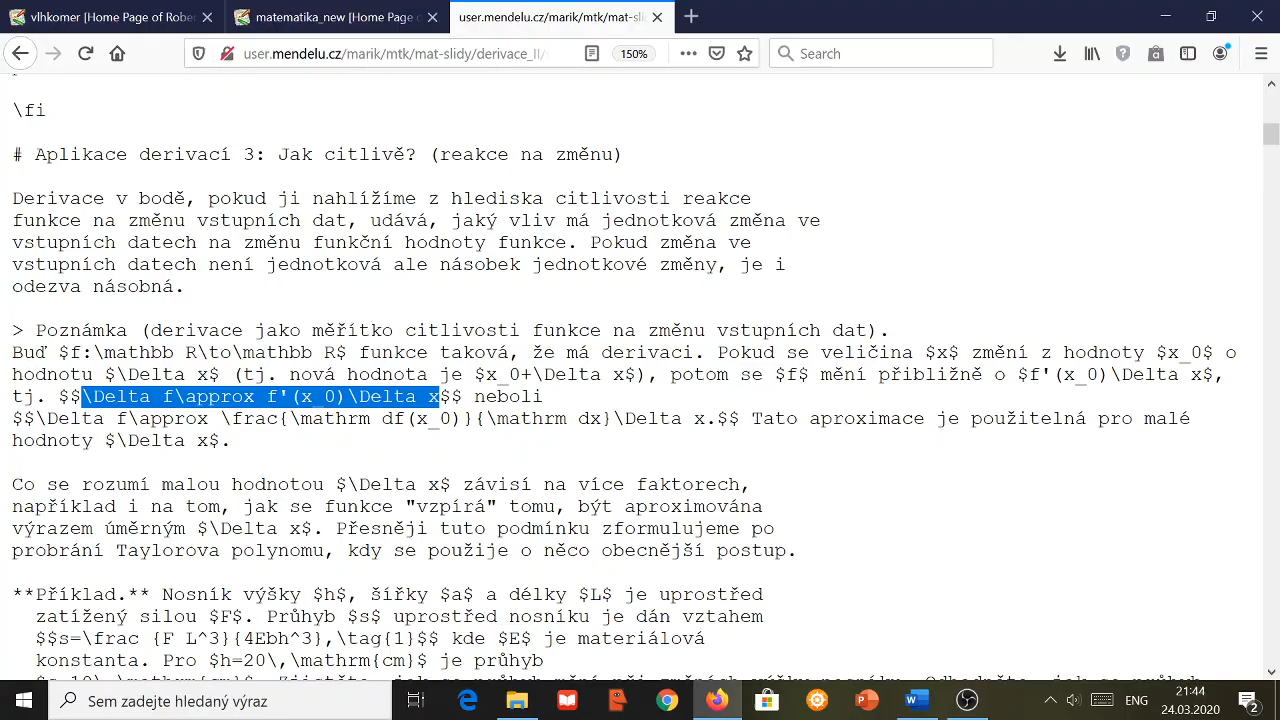 vlhkomer [Home Page of Rober
matematika_new [Home Page of
user.mendelu.cz/marik/mtk/mat-slid
user.mendelu.cz/marik/mtk/mat-slidy/derivace_II/
150%
Search
\fi
# Aplikace derivací 3: Jak citlivě? (reakce na změnu)
Derivace v bodě, pokud ji nahlížíme z hlediska citlivosti reakce
funkce na změnu vstupních dat, udává, jaký vliv má jednotková změna ve
vstupních datech na změnu funkční hodnoty funkce. Pokud změna ve
vstupních datech není jednotková ale násobek jednotkové změny, je i
odezva násobná.
> Poznámka (derivace jako měřítko citlivosti funkce na změnu vstupních dat).
Buď $f:\mathbb R\to\mathbb R$ funkce taková, že má derivaci. Pokud se veličina $x$ změní z hodnoty $x_0$ o
hodnotu $\Delta x$ (tj. nová hodnota je $x_0+\Delta x$), potom se $f$ mění přibližně o $f'(x_0)\Delta x$,
tj. $$\Delta f\approx f'(x_0)\Delta x$$ neboli
$$\Delta f\approx \frac{\mathrm df(x_0)}{\mathrm dx}\Delta x.$$ Tato aproximace je použitelná pro malé
hodnoty $\Delta x$.
Co se rozumí malou hodnotou $\Delta x$ závisí na více faktorech,
například i na tom, jak se funkce "vzpírá" tomu, být aproximována
výrazem úměrným $\Delta x$. Přesněji tuto podmínku zformulujeme po
probrání Taylorova polynomu, kdy se použije o něco obecnější postup.
**Příklad.** Nosník výšky $h$, šířky $a$ a délky $L$ je uprostřed
zatížený silou $F$. Průhyb $s$ uprostřed nosníku je dán vztahem
$$s=\frac {F L^3}{4Ebh^3},\tag{1}$$ kde $E$ je materiálová
konstanta. Pro $h=20\,\mathrm{cm}$ je průhyb
Sem zadejte hledaný výraz
ENG
21:44
24.03.2020
2